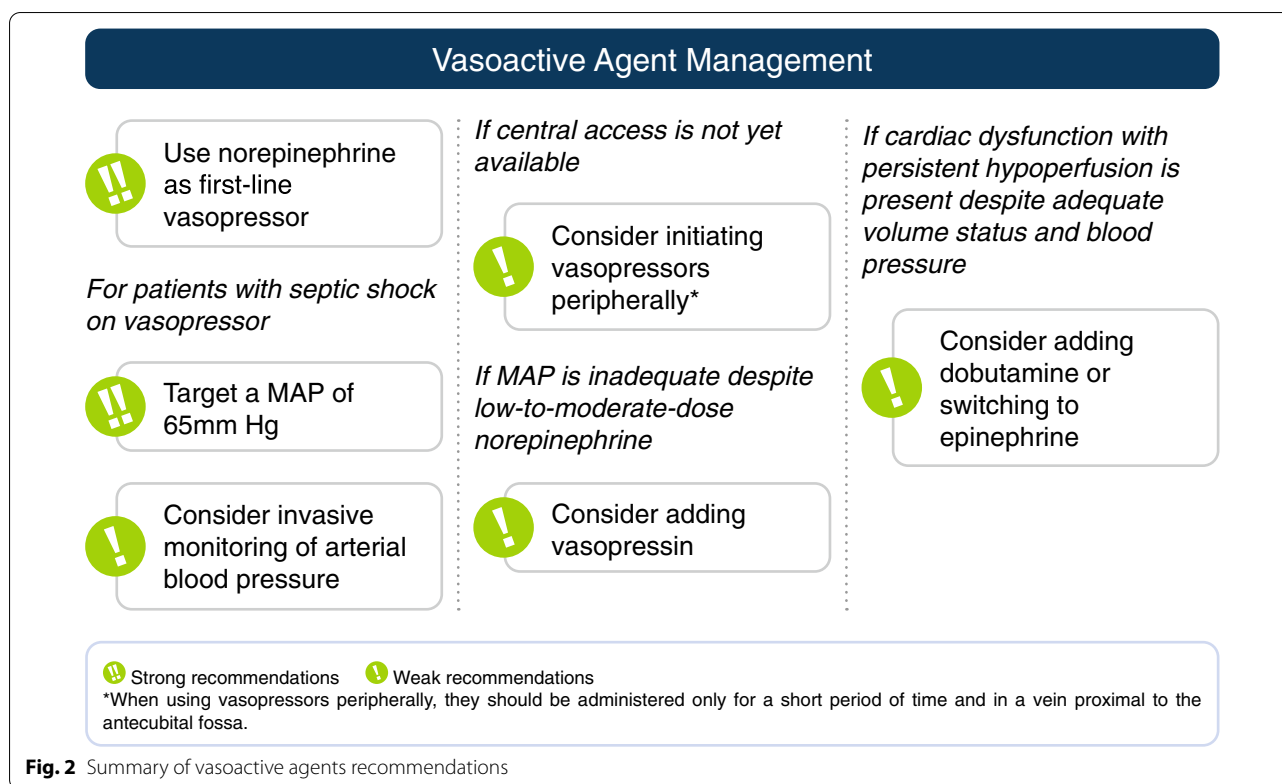 Vasoactive Agent Management
Use norepinephrine
as first-line
vasopressor
For patients with septic shock
on vasopressor
Target a MAP of
65mm Hg
Consider invasive
monitoring of arterial
blood pressure
If central access is not yet
available
Consider initiating
vasopressors
peripherally*
If MAP is inadequate despite
low-to-moderate-dose
norepinephrine
Consider adding
vasopressin
If cardiac dysfunction with
persistent hypoperfusion is
present despite adequate
volume status and blood
pressure
Consider adding
dobutamine or
switching to
epinephrine
!! Strong recommendations ! Weak recommendations
*When using vasopressors peripherally, they should be administered only for a short period of time and in a vein proximal to the
antecubital fossa.
Fig. 2 Summary of vasoactive agents recommendations